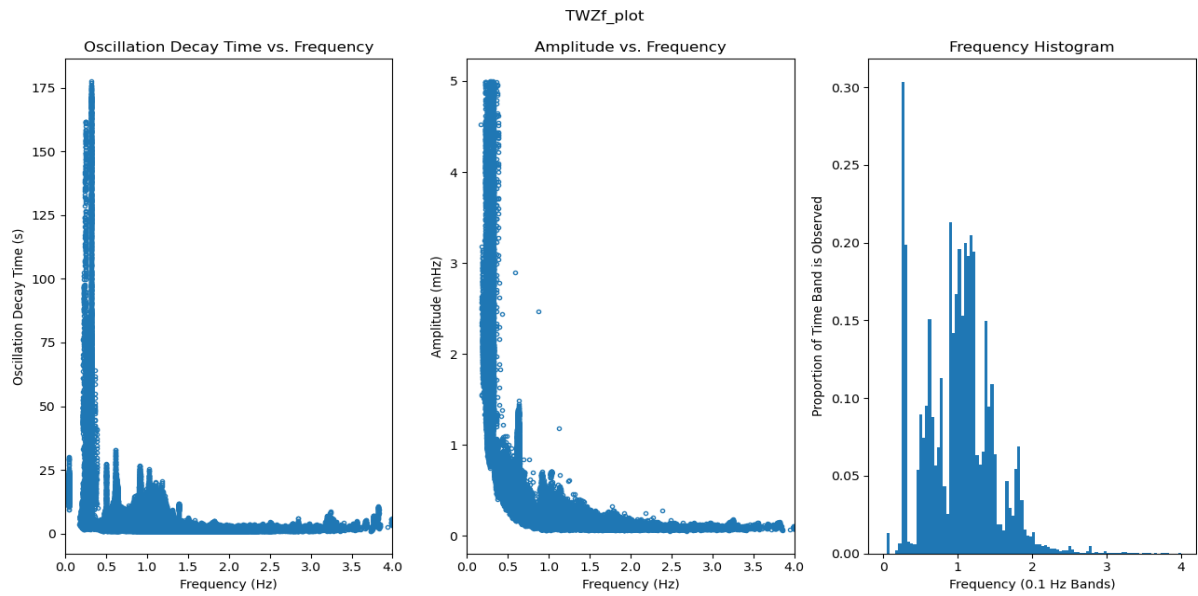 TWZf_plot
Oscillation Decay Time vs. Frequency
Oscillation Decay Time (s)
175
150
125
100
75
50
25
0
0.0 0.5 1.0 1.5 2.0 2.5 3.0 3.5 4.0
Frequency (Hz)
Amplitude vs. Frequency
Amplitude (mHz)
5
4
3
2
1
0
0.0 0.5 1.0 1.5 2.0 2.5 3.0 3.5 4.0
Frequency (Hz)
Frequency Histogram
Proportion of Time Band is Observed
0.30
0.25
0.20
0.15
0.10
0.05
0.00
0 1 2 3 4
Frequency (0.1 Hz Bands)